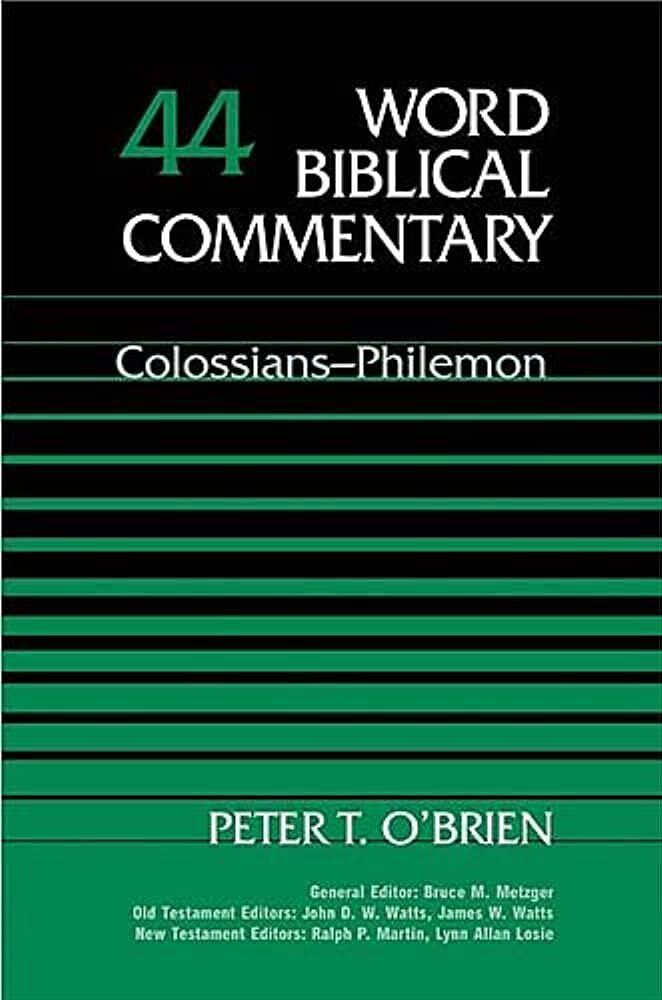 44 WORD
BIBLICAL
COMMENTARY
Colossians–Philemon
PETER T. O'BRIEN
General Editor: Bruce M. Metzger
Old Testament Editors: John D. W. Watts, James W. Watts
New Testament Editors: Ralph P. Martin, Lynn Allan Losie